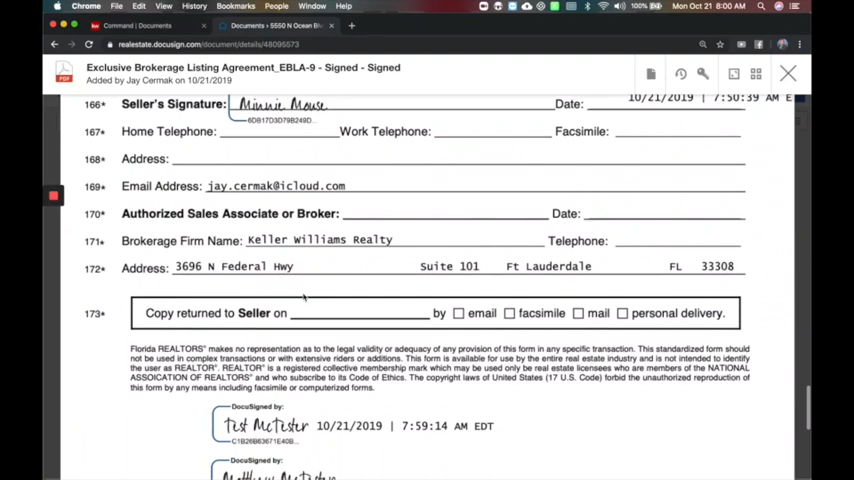 Chrome File Edit View History Bookmarks People Window Help 100% Mon Oct 21 8:00 AM
Command | Documents Documents › 5550 N Ocean Blv
realestate.docusign.com/document/details/48095573
Exclusive Brokerage Listing Agreement_EBLA-9 - Signed - Signed
PDF
Added by Jay Cermak on 10/21/2019
166* Seller's Signature: Minnie Mouse Date: 10/21/2019 | 7:50:39 AM E
6DB17D3D79B249D...
167* Home Telephone: Work Telephone: Facsimile:
168* Address:
169* Email Address: jay.cermak@icloud.com
170* Authorized Sales Associate or Broker: Date:
171* Brokerage Firm Name: Keller Williams Realty Telephone:
172* Address: 3696 N Federal Hwy Suite 101 Ft Lauderdale FL 33308
173* Copy returned to Seller on by email facsimile mail personal delivery.
Florida REALTORS® makes no representation as to the legal validity or adequacy of any provision of this form in any specific transaction. This standardized form should
not be used in complex transactions or with extensive riders or additions. This form is available for use by the entire real estate industry and is not intended to identify
the user as REALTOR®. REALTOR® is a registered collective membership mark which may be used only by real estate licensees who are members of the NATIONAL
ASSOICATION OF REALTORS® and who subscribe to its Code of Ethics. The copyright laws of United States (17 U.S. Code) forbid the unauthorized reproduction of
this form by any means including facsimile or computerized forms.
DocuSigned by:
Test McTester 10/21/2019 | 7:59:14 AM EDT
C1B26B63671E40B...
DocuSigned by:
Matthew McTester